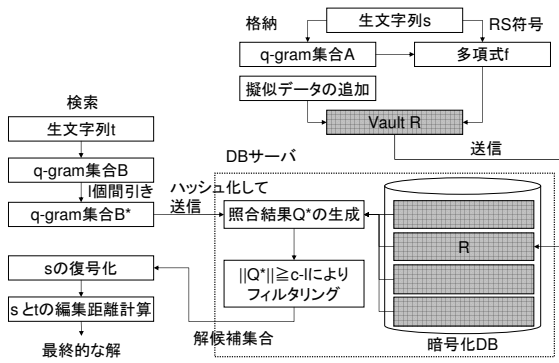 格納
生文字列s
RS符号
q-gram集合A
多項式f
擬似データの追加
検索
Vault R
生文字列t
送信
DBサーバ
q-gram集合B
l個間引き
ハッシュ化して
送信
q-gram集合B*
照合結果Q*の生成
R
sの復号化
||Q*||≧c-lにより
フィルタリング
sとtの編集距離計算
解候補集合
最終的な解
暗号化DB